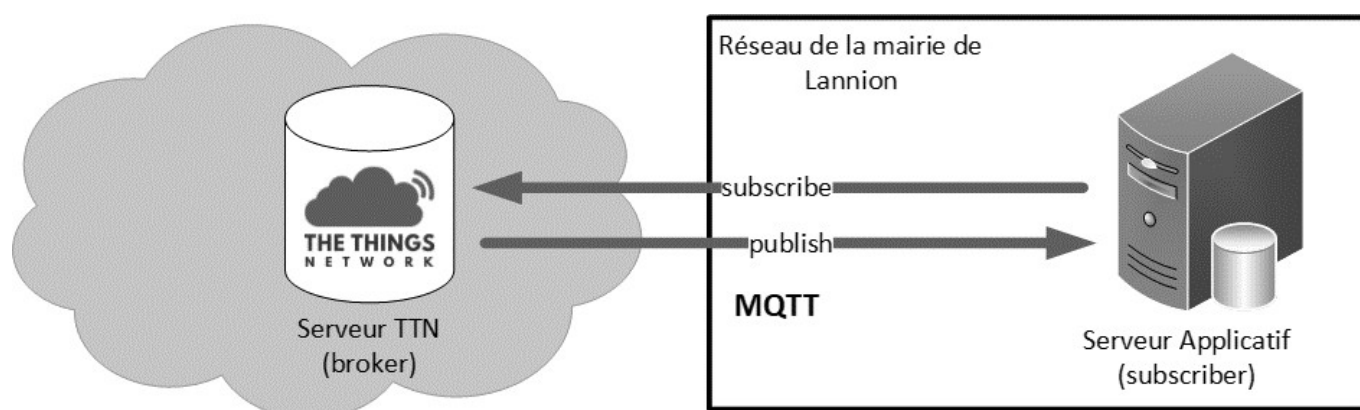 Réseau de la mairie de
Lannion
subscribe
publish
MQTT
THE THINGS
NETWORK
Serveur TTN
(broker)
Serveur Applicatif
(subscriber)